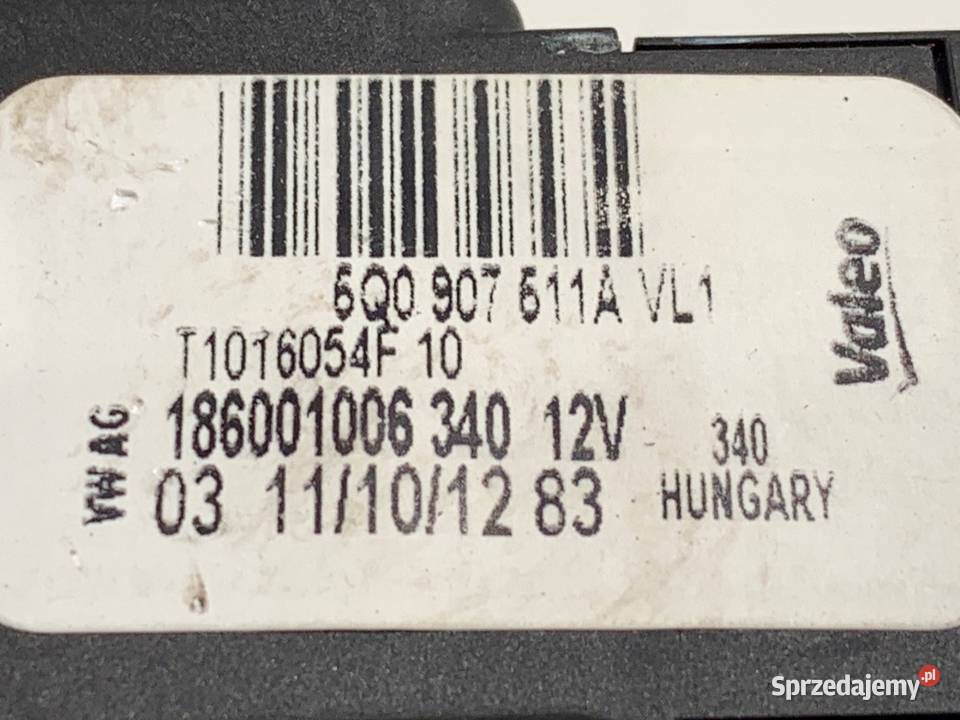 5Q0 907 511A VL1
T1016054F 10
186001006 340 12V
03 11/10/12 83
VW AG
340
HUNGARY
Valeo
Sprzedajemy.pl